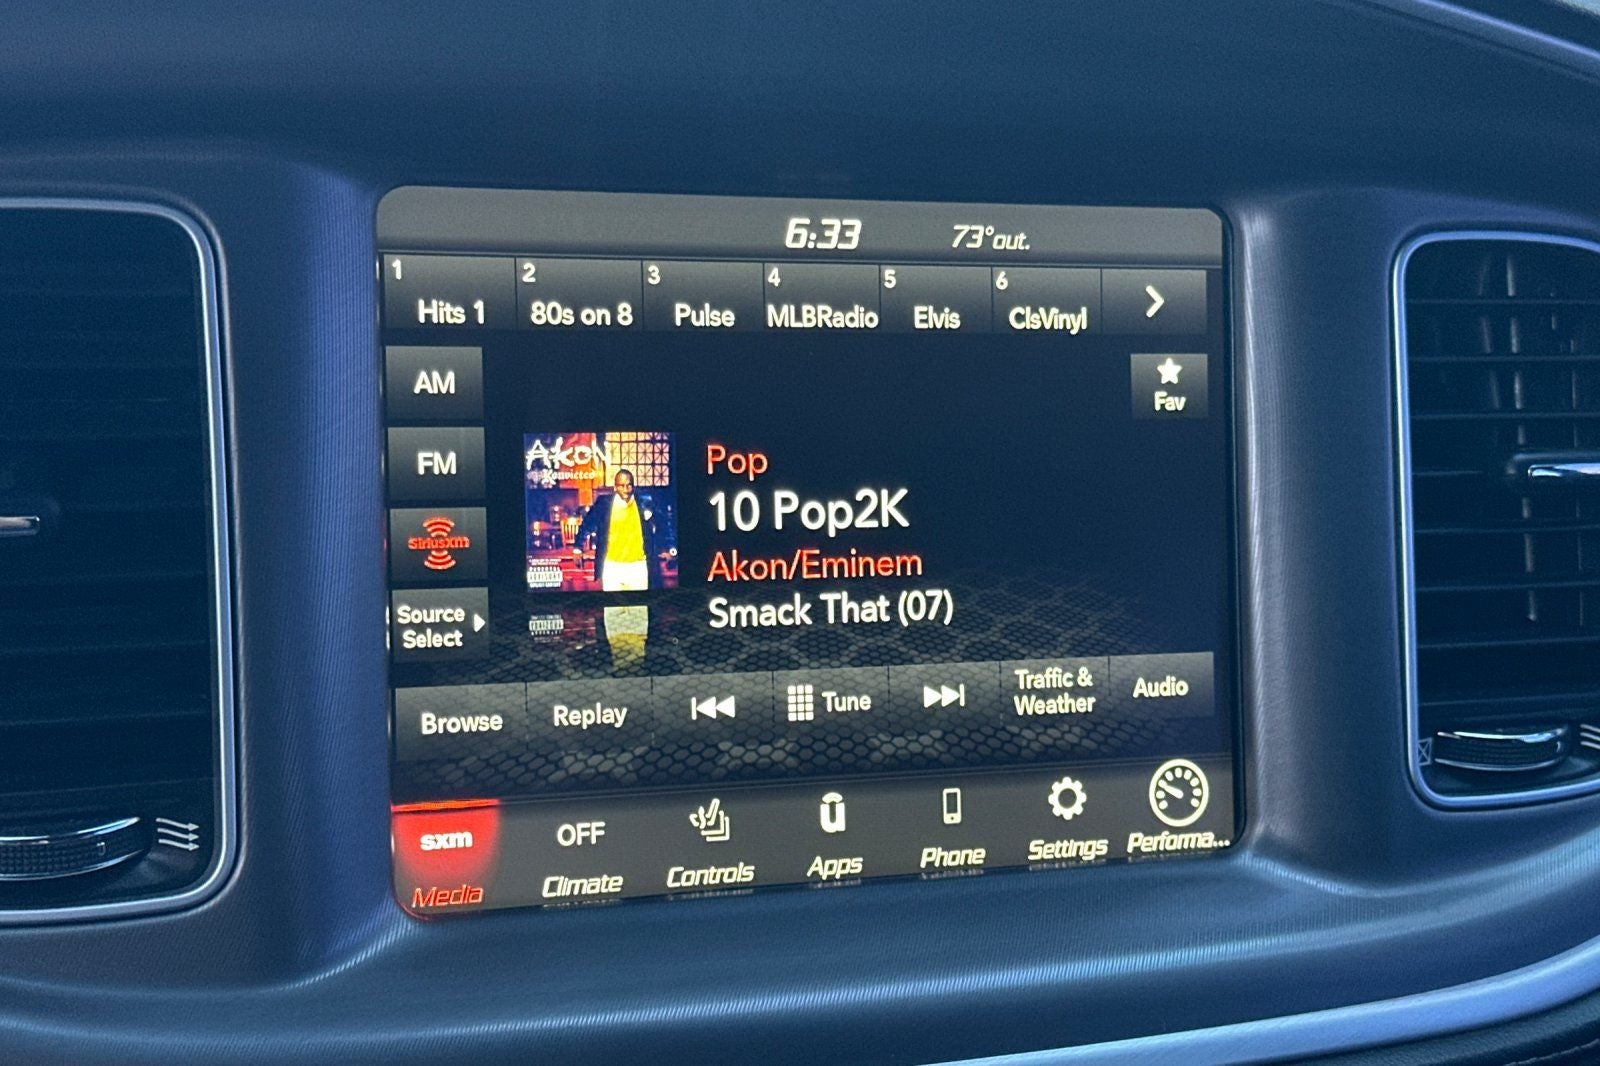 6:33 73°out.
1 2 3 4 5 6
Hits 1 80s on 8 Pulse MLBRadio Elvis ClsVinyl
AM
Fav
FM
AKON
Konvicted
Pop
10 Pop2K
SiriusXM
Akon/Eminem
Smack That (07)
Source
Select
Browse Replay Tune Traffic &
Weather Audio
sxm OFF
Media Climate Controls Apps Phone Settings Performa...